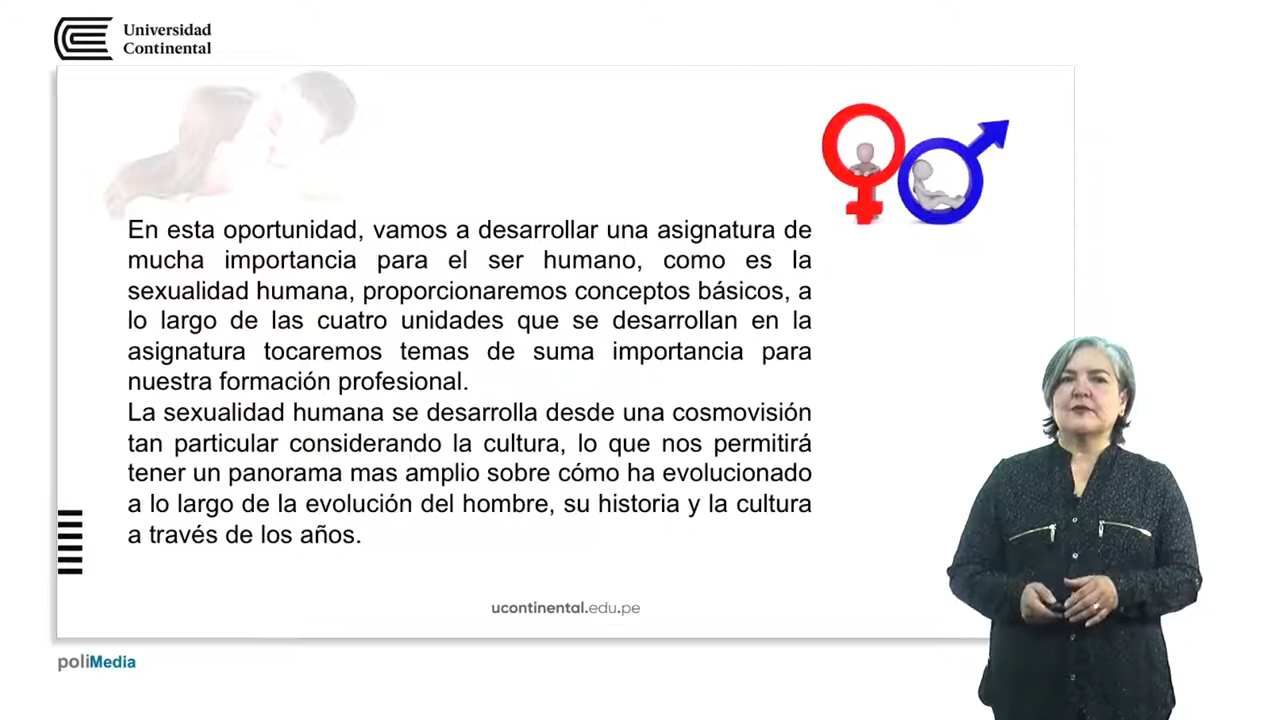 Universidad
Continental
En esta oportunidad, vamos a desarrollar una asignatura de
mucha importancia para el ser humano, como es la
sexualidad humana, proporcionaremos conceptos básicos, a
lo largo de las cuatro unidades que se desarrollan en la
asignatura tocaremos temas de suma importancia para
nuestra formación profesional.
La sexualidad humana se desarrolla desde una cosmovisión
tan particular considerando la cultura, lo que nos permitirá
tener un panorama mas amplio sobre cómo ha evolucionado
a lo largo de la evolución del hombre, su historia y la cultura
a través de los años.
ucontinental.edu.pe
poliMedia